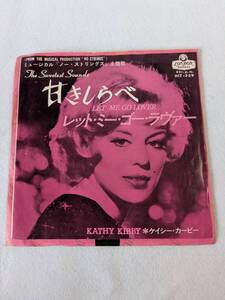 FROM THE MUSICAL PRODUCTION "NO STRINGS"
ミュージカル「ノー・ストリングス」主題歌
The Sweetest Sounds
甘きしらべ
LET ME GO LOVER
レット・ミー・ゴー・ラヴァー
LONDON
KATHY KIRBY *ケイシー・カービー